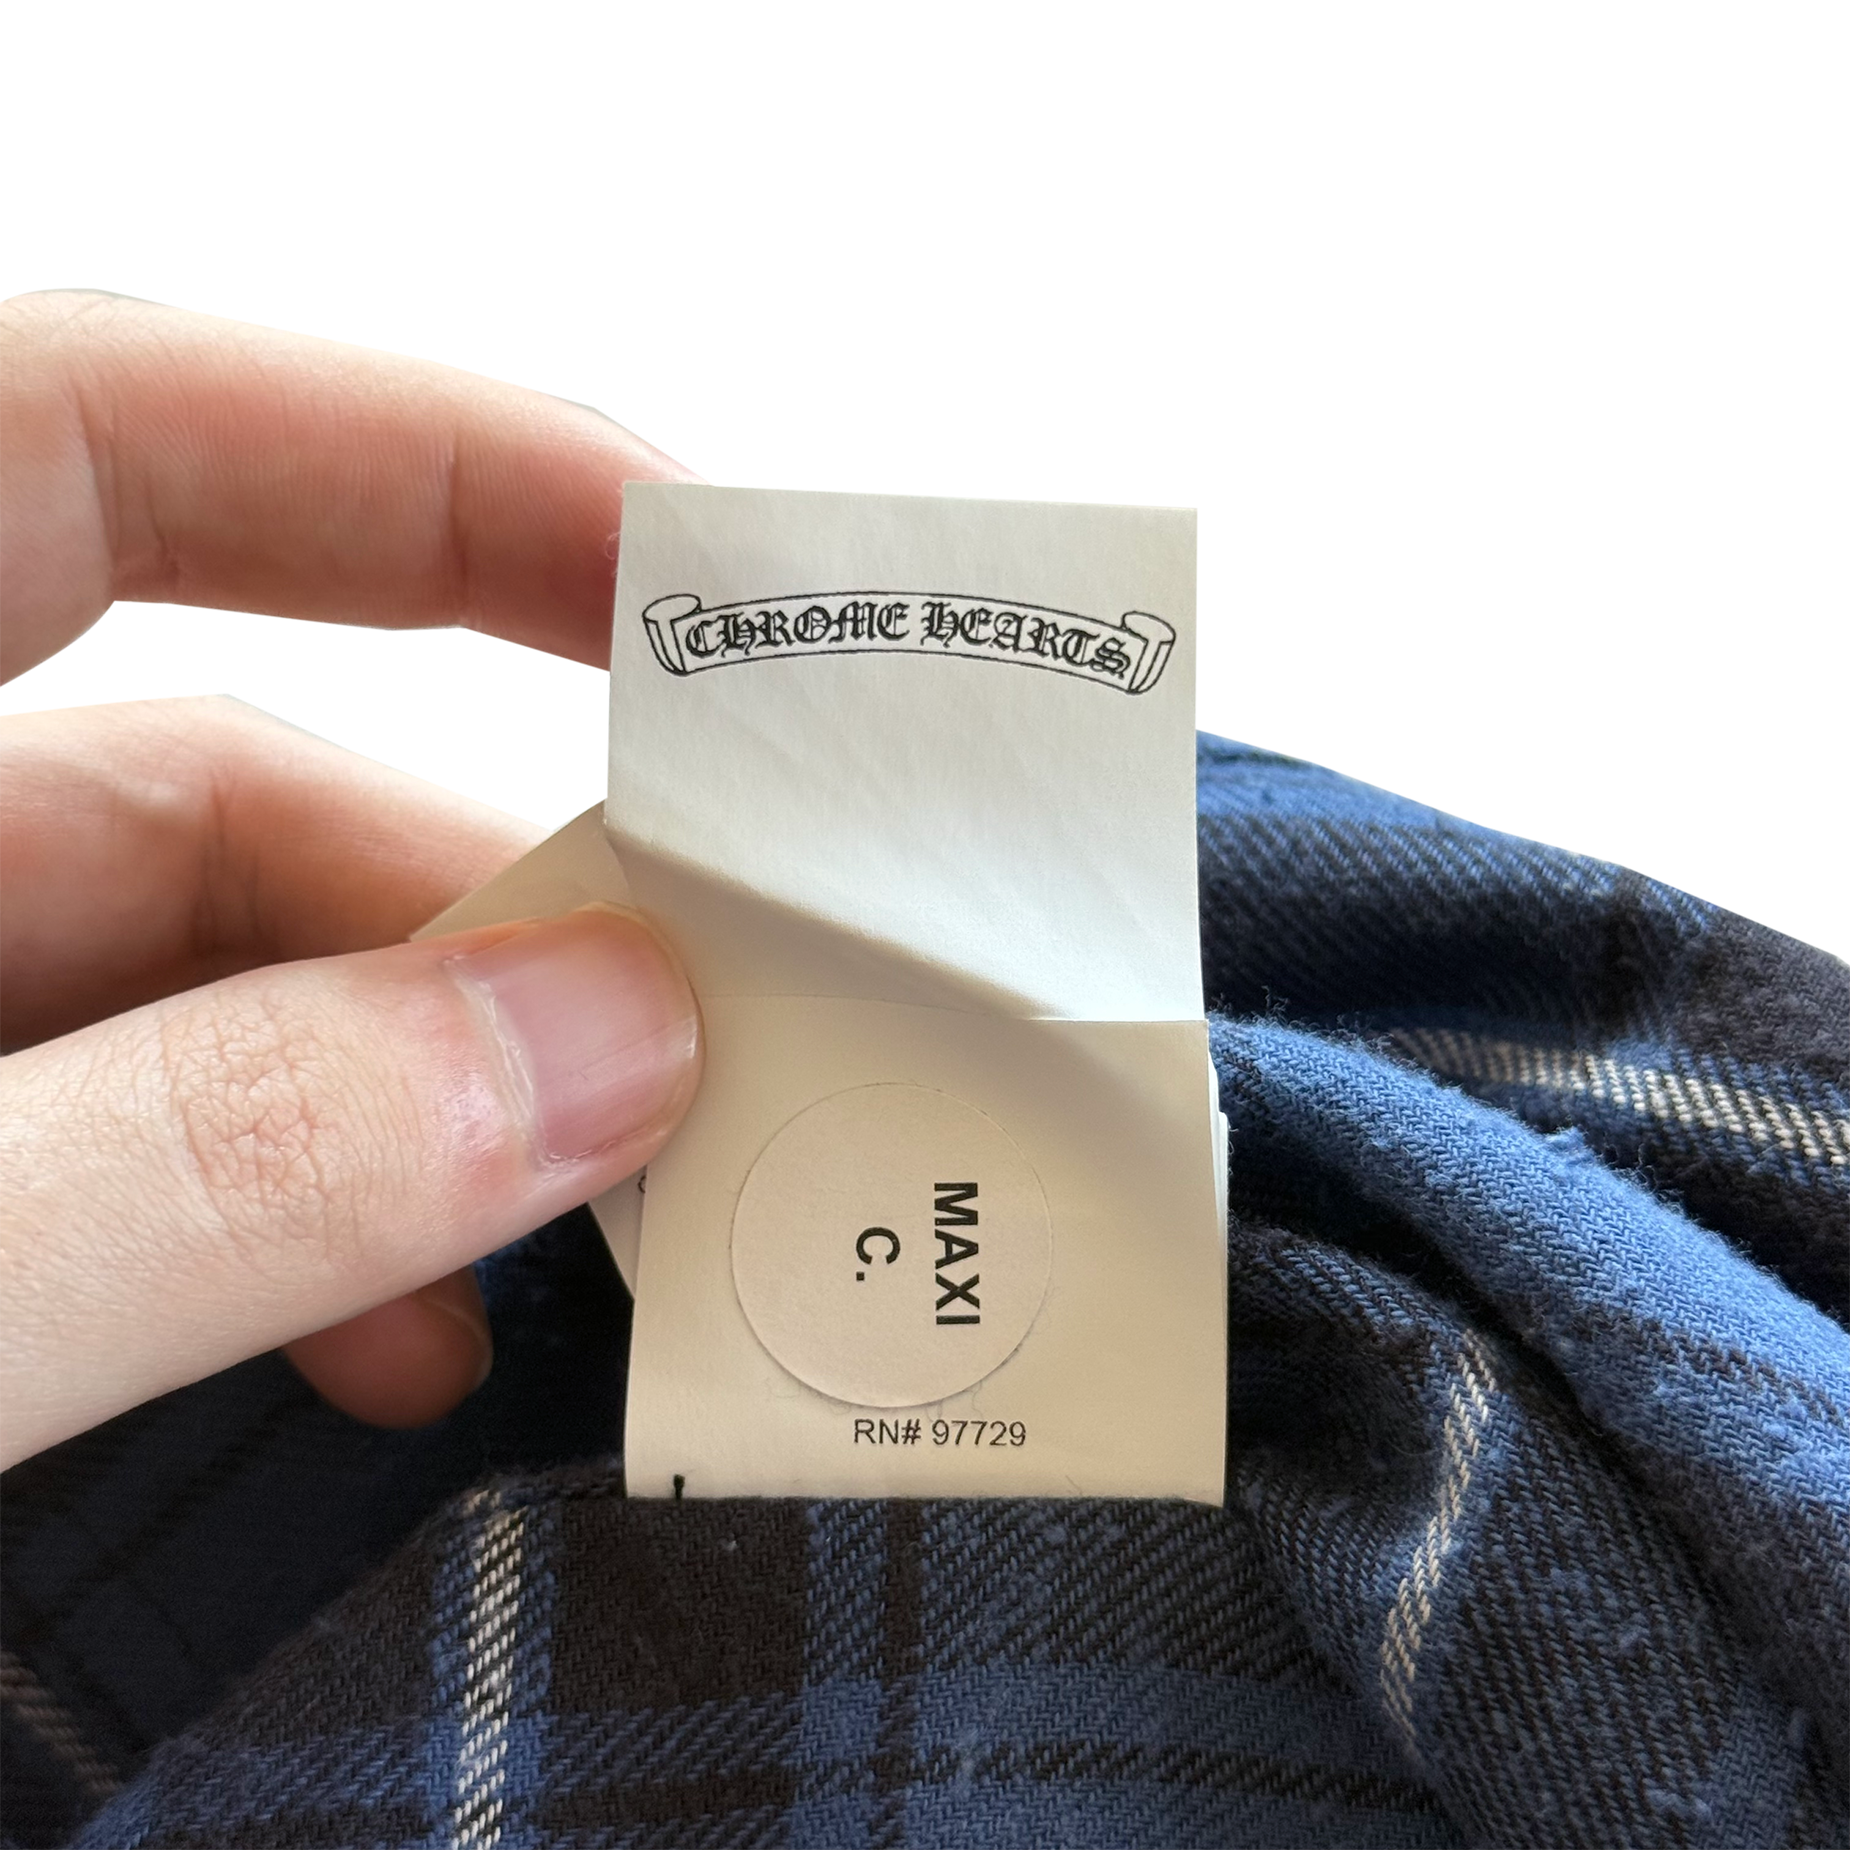 CHROME HEARTS
MAXI
C.
RN# 97729